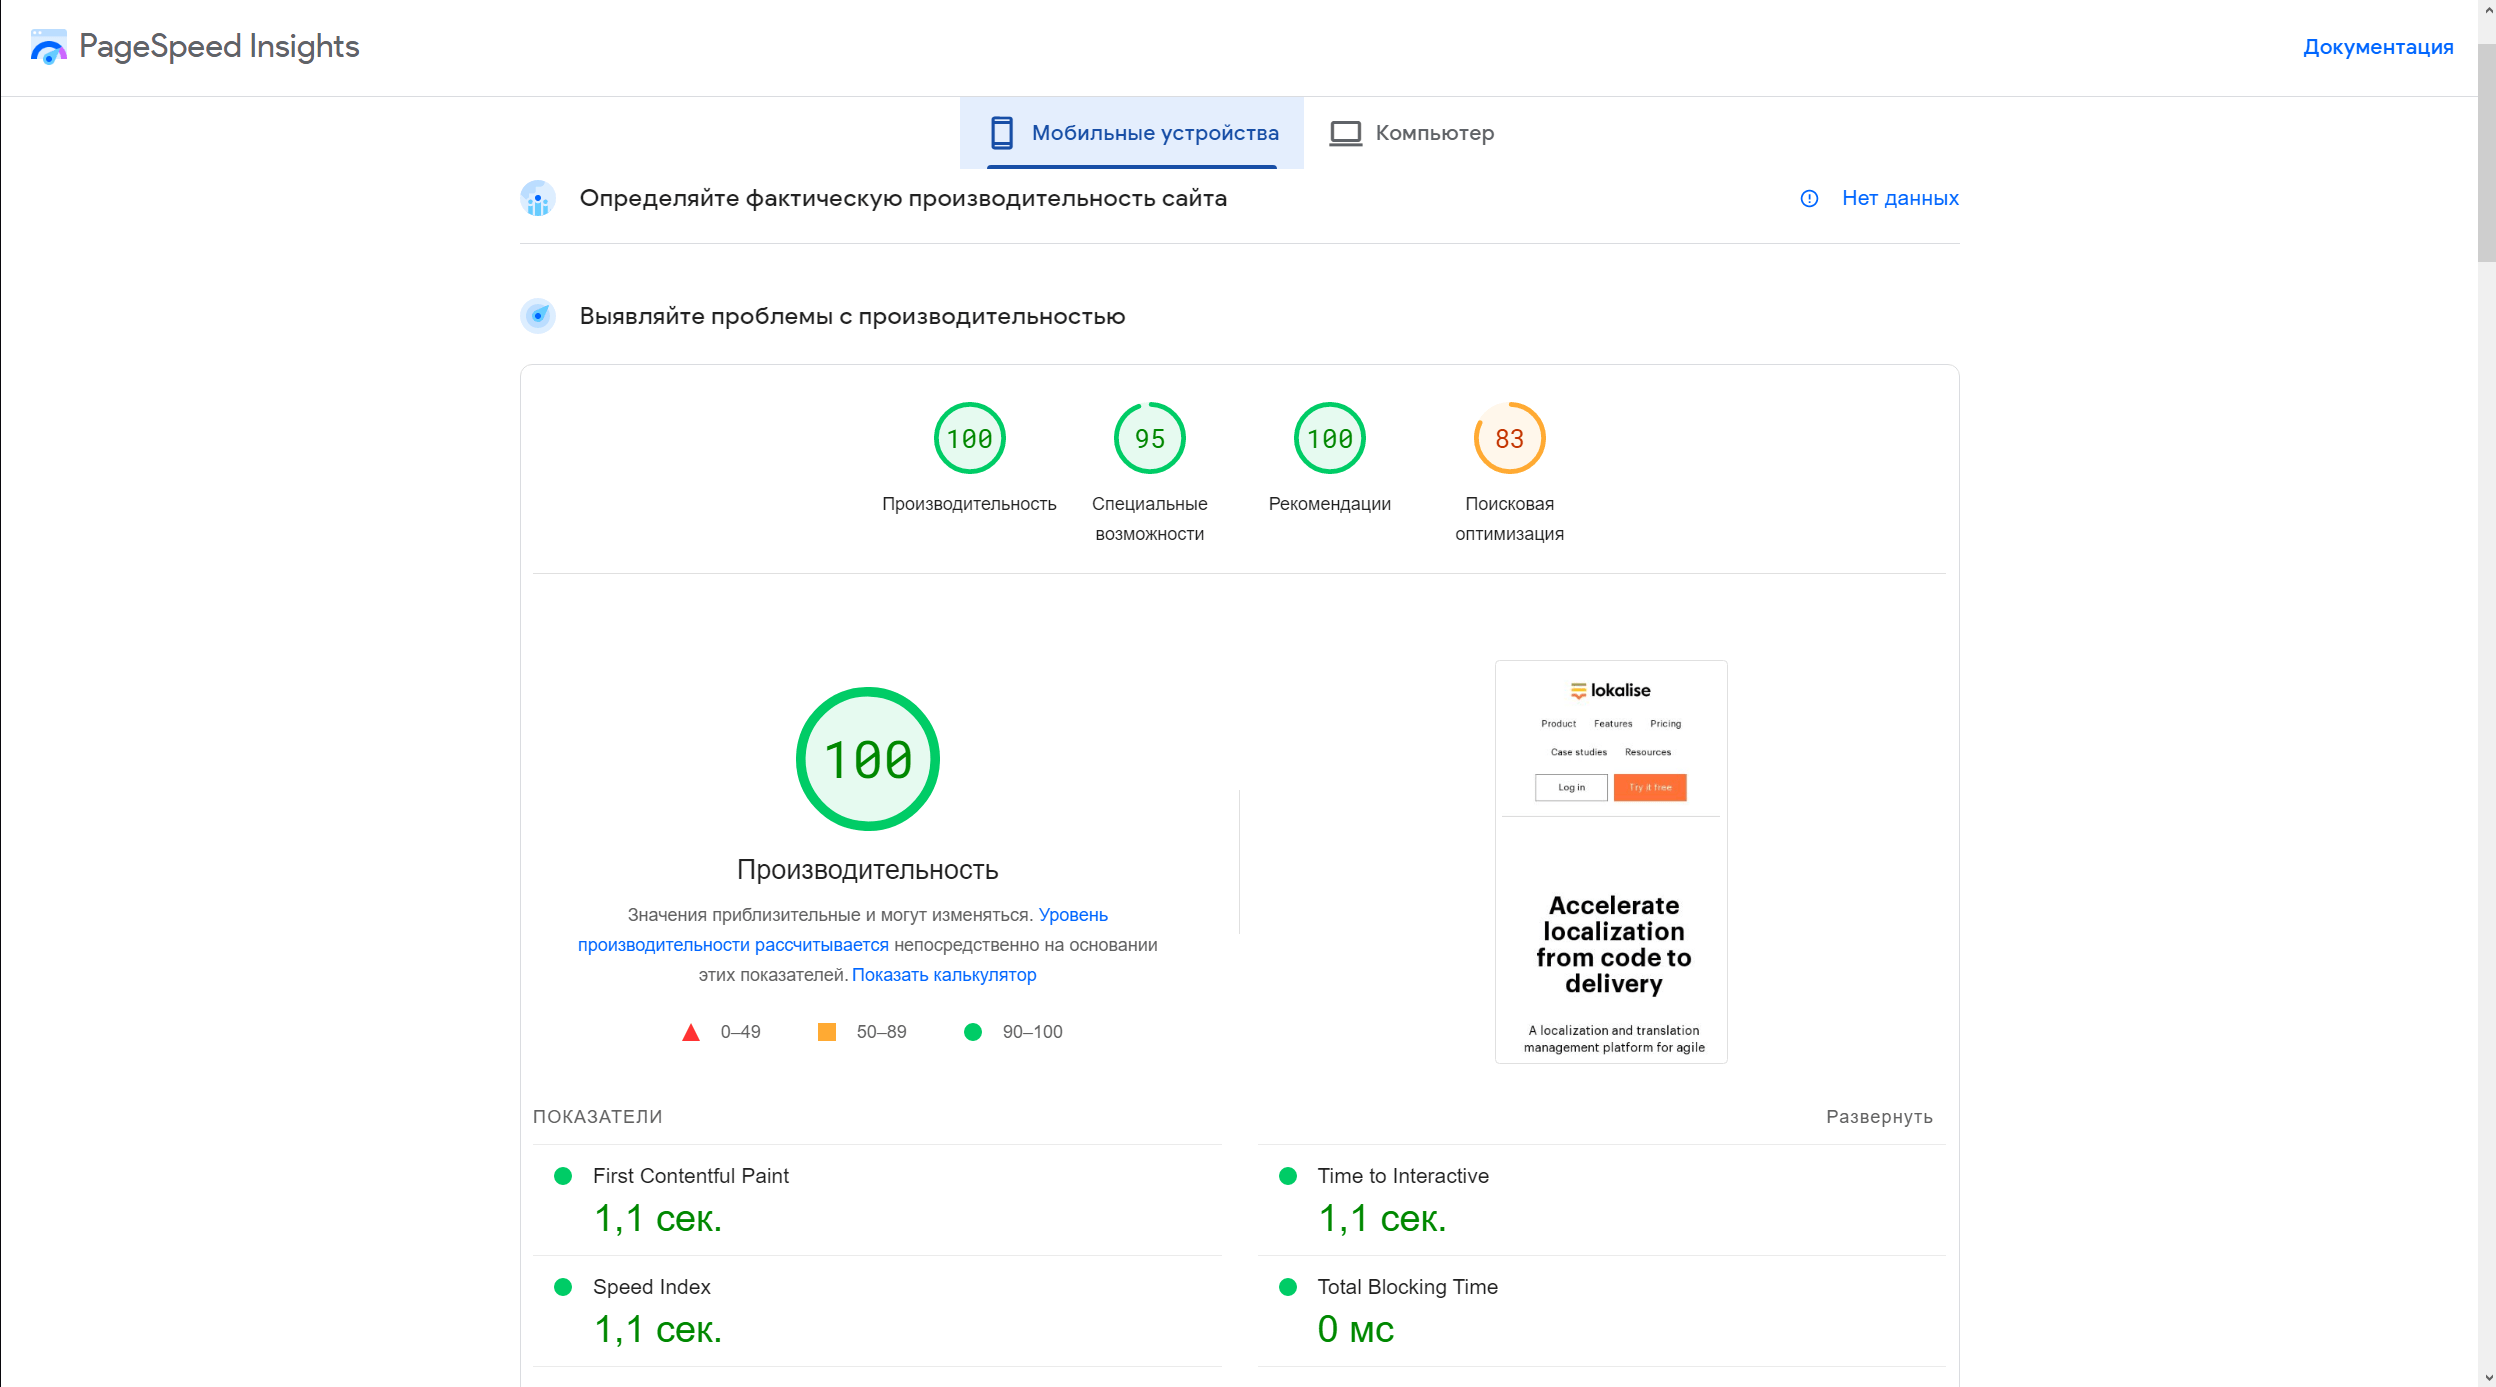 PageSpeed Insights
Документация
Мобильные устройства
Компьютер
Определяйте фактическую производительность сайта
Нет данных
Выявляйте проблемы с производительностью
100
95
100
83
Производительность
Специальные
возможности
Рекомендации
Поисковая
оптимизация
100
Производительность
Значения приблизительные и могут изменяться. Уровень
производительности рассчитывается непосредственно на основании
этих показателей. Показать калькулятор
0–49
50–89
90–100
lokalise
Product Features Pricing
Case studies Resources
Log in Try it free
Accelerate
localization
from code to
delivery
A localization and translation
management platform for agile
ПОКАЗАТЕЛИ
Развернуть
First Contentful Paint
1,1 сек.
Time to Interactive
1,1 сек.
Speed Index
1,1 сек.
Total Blocking Time
0 мс